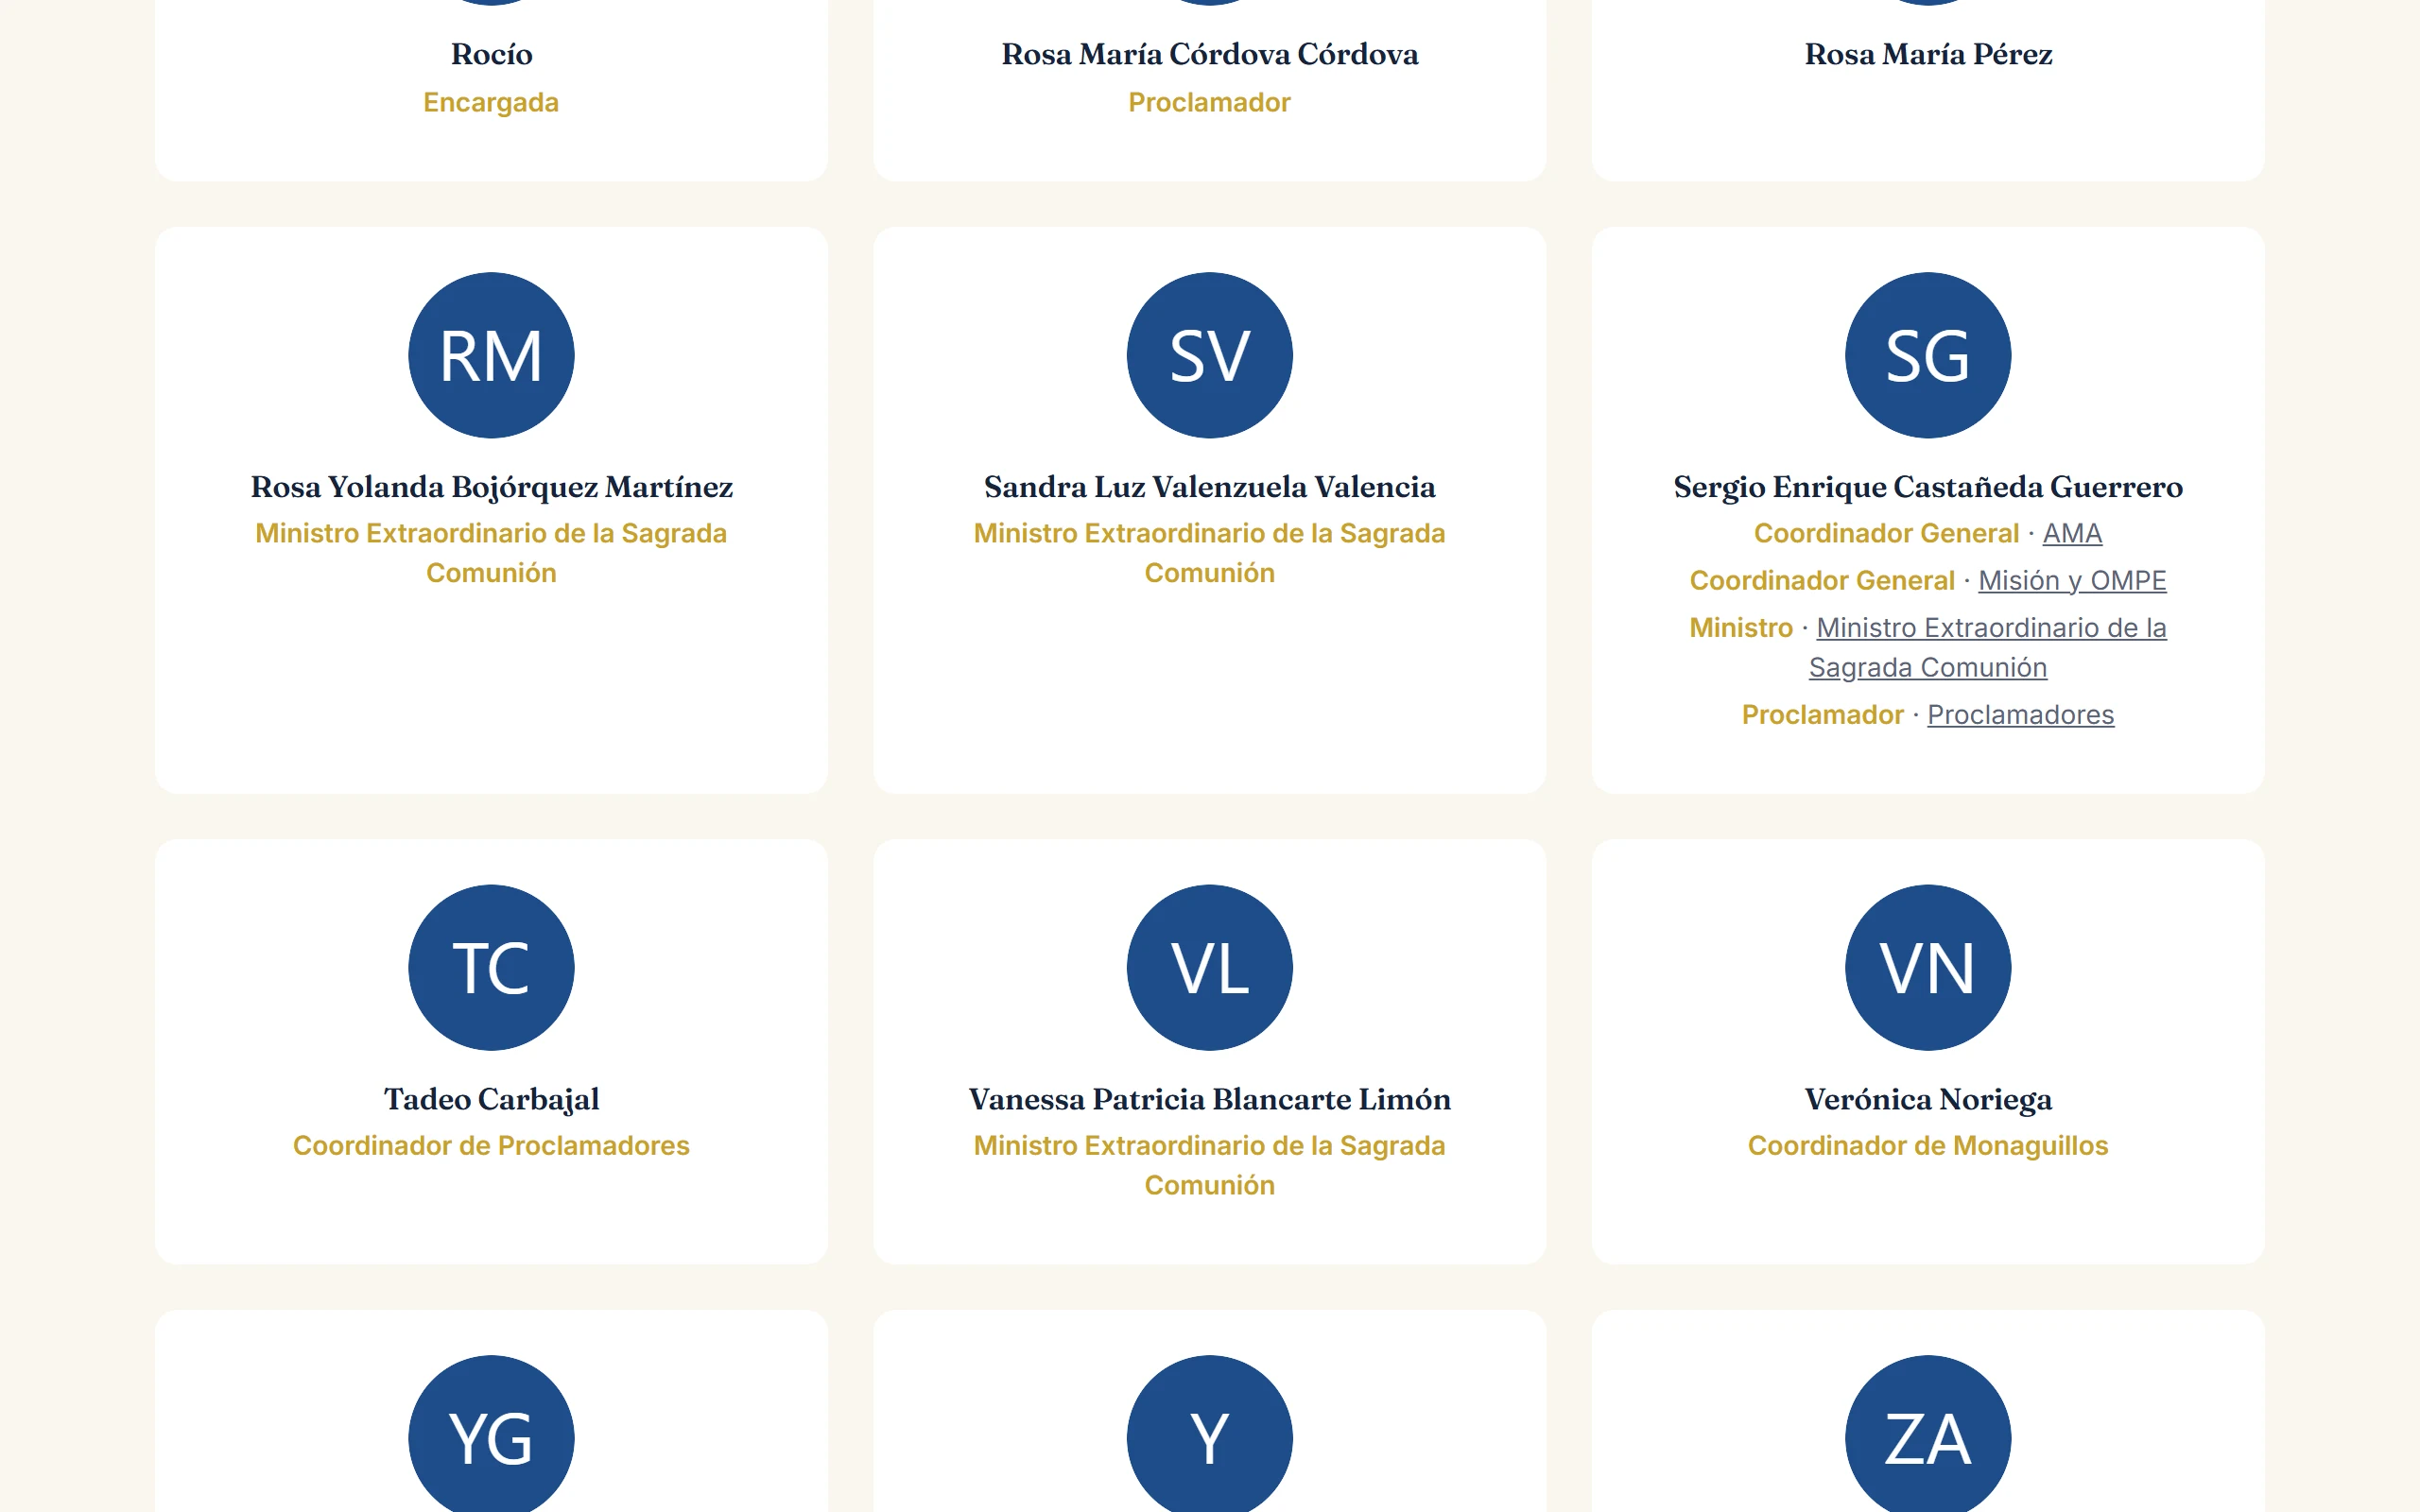 Rocío
Encargada
Rosa María Córdova Córdova
Proclamador
Rosa María Pérez
RM
Rosa Yolanda Bojórquez Martínez
Ministro Extraordinario de la Sagrada
Comunión
SV
Sandra Luz Valenzuela Valencia
Ministro Extraordinario de la Sagrada
Comunión
SG
Sergio Enrique Castañeda Guerrero
Coordinador General · AMA
Coordinador General · Misión y OMPE
Ministro · Ministro Extraordinario de la
Sagrada Comunión
Proclamador · Proclamadores
TC
Tadeo Carbajal
Coordinador de Proclamadores
VL
Vanessa Patricia Blancarte Limón
Ministro Extraordinario de la Sagrada
Comunión
VN
Verónica Noriega
Coordinador de Monaguillos
YG
Y
ZA